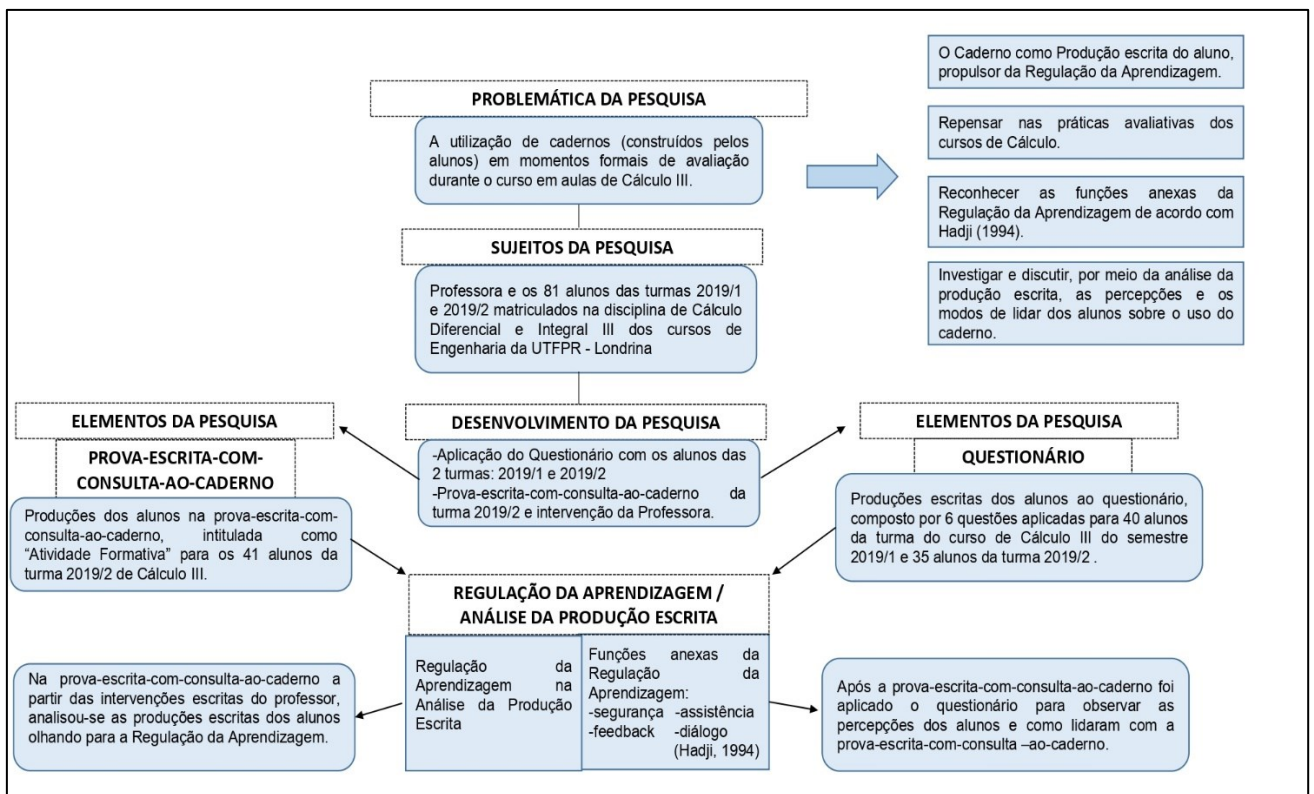 PROBLEMÁTICA DA PESQUISA
A utilização de cadernos (construídos pelos
alunos) em momentos formais de avaliação
durante o curso em aulas de Cálculo III.
O Caderno como Produção escrita do aluno,
propulsor da Regulação da Aprendizagem.
Repensar nas práticas avaliativas dos
cursos de Cálculo.
Reconhecer as funções anexas da
Regulação da Aprendizagem de acordo com
Hadji (1994).
Investigar e discutir, por meio da análise da
produção escrita, as percepções e os
modos de lidar dos alunos sobre o uso do
caderno.
SUJEITOS DA PESQUISA
Professora e os 81 alunos das turmas 2019/1
e 2019/2 matriculados na disciplina de Cálculo
Diferencial e Integral III dos cursos de
Engenharia da UTFPR - Londrina
ELEMENTOS DA PESQUISA
PROVA-ESCRITA-COM-
CONSULTA-AO-CADERNO
Produções dos alunos na prova-escrita-com-
consulta-ao-caderno, intitulada como
“Atividade Formativa” para os 41 alunos da
turma 2019/2 de Cálculo III.
DESENVOLVIMENTO DA PESQUISA
-Aplicação do Questionário com os alunos das
2 turmas: 2019/1 e 2019/2
-Prova-escrita-com-consulta-ao-caderno da
turma 2019/2 e intervenção da Professora.
ELEMENTOS DA PESQUISA
QUESTIONÁRIO
Produções escritas dos alunos ao questionário,
composto por 6 questões aplicadas para 40 alunos
da turma do curso de Cálculo III do semestre
2019/1 e 35 alunos da turma 2019/2 .
REGULAÇÃO DA APRENDIZAGEM /
ANÁLISE DA PRODUÇÃO ESCRITA
Na prova-escrita-com-consulta-ao-caderno a
partir das intervenções escritas do professor,
analisou-se as produções escritas dos alunos
olhando para a Regulação da Aprendizagem.
Regulação da
Aprendizagem na
Análise da Produção
Escrita
Funções anexas da
Regulação da
Aprendizagem:
-segurança -assistência
-feedback -diálogo
(Hadji, 1994)
Após a prova-escrita-com-consulta-ao-caderno foi
aplicado o questionário para observar as
percepções dos alunos e como lidaram com a
prova-escrita-com-consulta –ao-caderno.